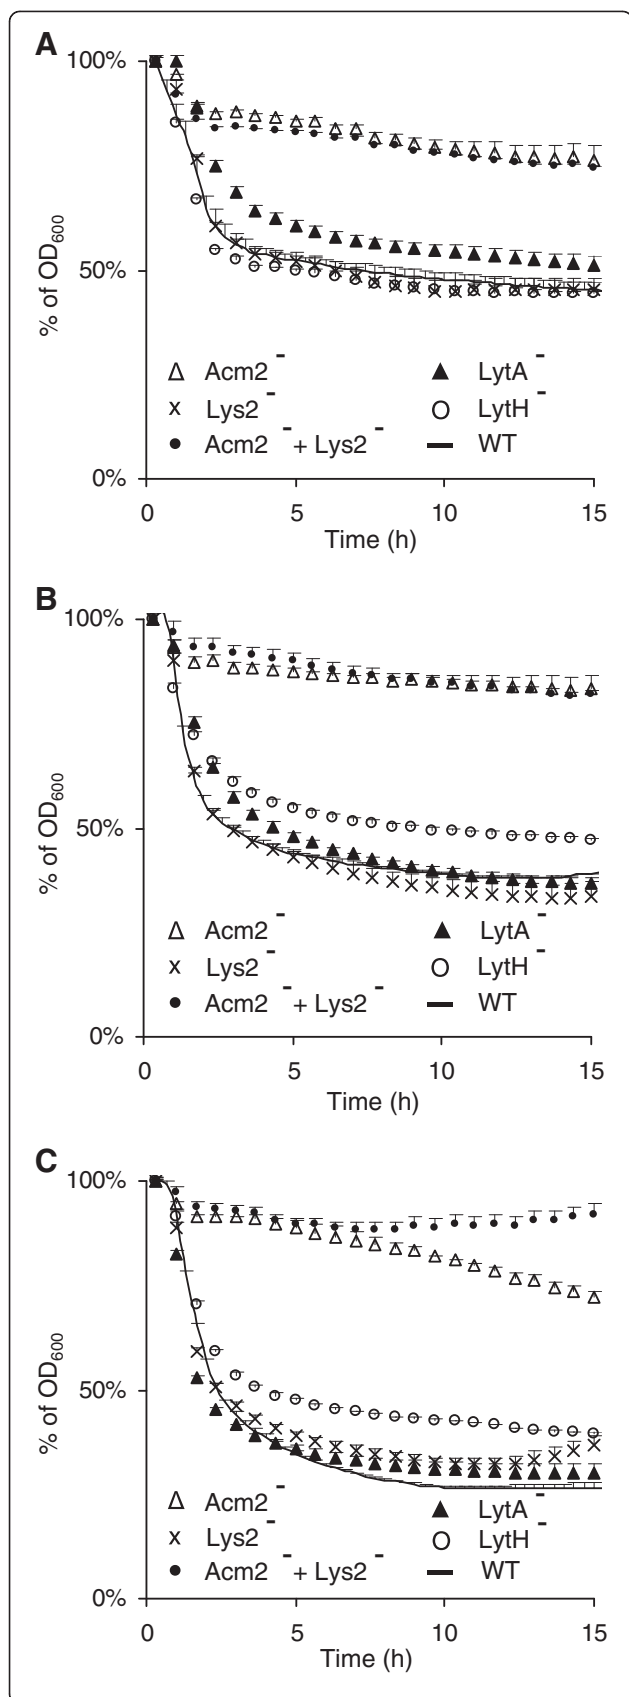 A
100%
50%
0%
% of OD600
Acm2-
LytA-
Lys2-
LytH-
Acm2- + Lys2-
WT
0
5
10
15
Time (h)
B
100%
50%
0%
% of OD600
Acm2-
LytA-
Lys2-
LytH-
Acm2- + Lys2-
WT
0
5
10
15
Time (h)
C
100%
50%
0%
% of OD600
Acm2-
LytA-
Lys2-
LytH-
Acm2- + Lys2-
WT
0
5
10
15
Time (h)